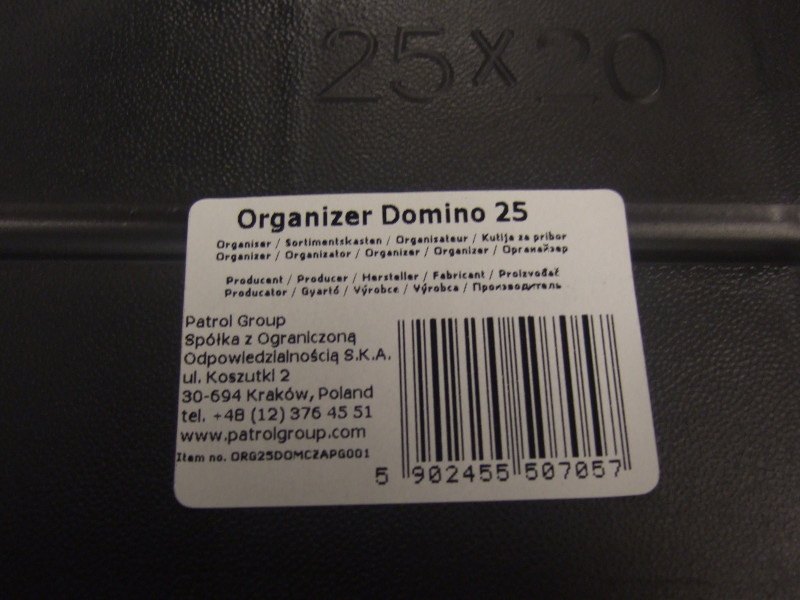 25x20
Organizer Domino 25
Organiser / Sortimentskasten / Organisateur / Kutija za pribor
Organizer / Organizator / Organizer / Organizer / Органайзер
Producent / Producer / Hersteller / Fabricant / Proizvođač
Producator / Gyartó / Výrobce / Výrobca / Производитель
Patrol Group
Spółka z Ograniczoną
Odpowiedzialnością S.K.A.
ul. Koszutki 2
30-694 Kraków, Poland
tel. +48 (12) 376 45 51
www.patrolgroup.com
Item no. ORG25DOMCZAPG001
5 902455 507057